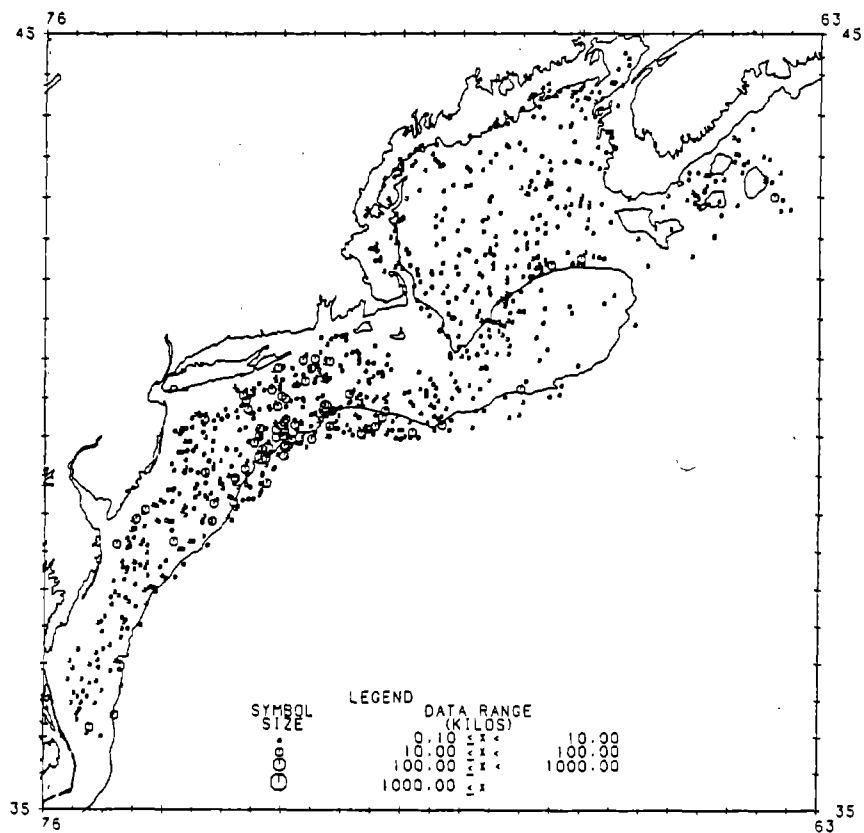 76 63
45 45
LEGEND
SYMBOL DATA RANGE
SIZE (KILOS)
0.10 ≤ x < 10.00
10.00 ≤ x < 100.00
100.00 ≤ x < 1000.00
1000.00 ≤ x
35 35
76 63